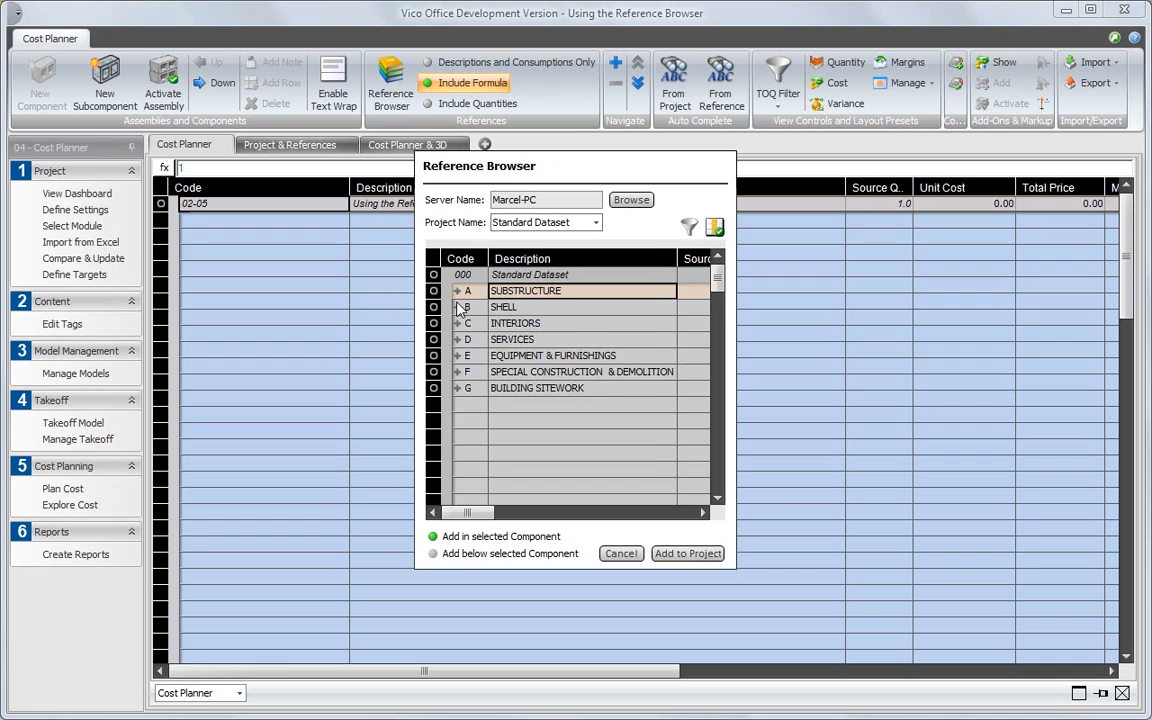 Vico Office Development Version - Using the Reference Browser
Cost Planner
New Component
New Subcomponent
Activate Assembly
Up
Down
Add Note
Add Row
Delete
Enable Text Wrap
Assemblies and Components
Reference Browser
Descriptions and Consumptions Only
Include Formula
Include Quantities
References
Navigate
ABC
From Project
ABC
From Reference
Auto Complete
TOQ Filter
Quantity
Cost
Variance
Margins
Manage
View Controls and Layout Presets
Co...
Show
Add
Activate
Add-Ons & Markup
Import
Export
Import/Export
04 - Cost Planner
Cost Planner
Project & References
Cost Planner & 3D
fx
1
1 Project
View Dashboard
Define Settings
Select Module
Import from Excel
Compare & Update
Define Targets
2 Content
Edit Tags
3 Model Management
Manage Models
4 Takeoff
Takeoff Model
Manage Takeoff
5 Cost Planning
Plan Cost
Explore Cost
6 Reports
Create Reports
Code Description Source Q.. Unit Cost Total Price M
02-05 Using the Refe 1.0 0.00 0.00
Reference Browser
Server Name: Marcel-PC Browse
Project Name: Standard Dataset
Code Description Sourc
000 Standard Dataset
A SUBSTRUCTURE
B SHELL
C INTERIORS
D SERVICES
E EQUIPMENT & FURNISHINGS
F SPECIAL CONSTRUCTION & DEMOLITION
G BUILDING SITEWORK
Add in selected Component
Add below selected Component
Cancel
Add to Project
Cost Planner